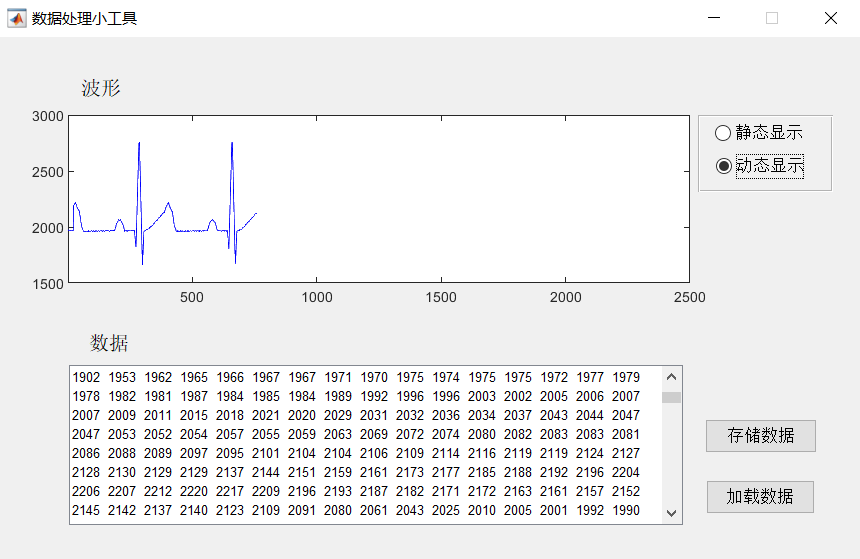 数据处理小工具
波形
3000
2500
2000
1500
500 1000 1500 2000 2500
静态显示
动态显示
数据
1902 1953 1962 1965 1966 1967 1967 1971 1970 1975 1974 1975 1975 1972 1977 1979
1978 1982 1981 1987 1984 1985 1984 1989 1992 1996 1996 2003 2002 2005 2006 2007
2007 2009 2011 2015 2018 2021 2020 2029 2031 2032 2036 2034 2037 2043 2044 2047
2047 2053 2052 2054 2057 2055 2059 2063 2069 2072 2074 2080 2082 2083 2083 2081
2086 2088 2089 2097 2095 2101 2104 2104 2106 2109 2114 2116 2119 2119 2124 2127
2128 2130 2129 2129 2137 2144 2151 2159 2161 2173 2177 2185 2188 2192 2196 2204
2206 2207 2212 2220 2217 2209 2196 2193 2187 2182 2171 2172 2163 2161 2157 2152
2145 2142 2137 2140 2123 2109 2091 2080 2061 2043 2025 2010 2005 2001 1992 1990
存储数据
加载数据